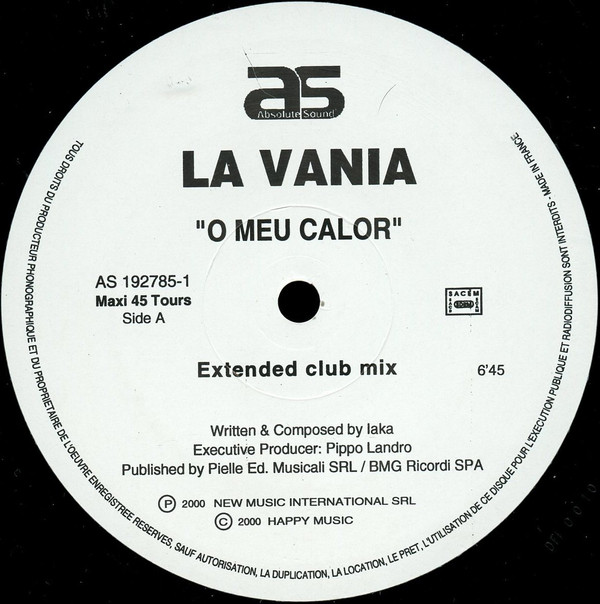 as
Absolute Sound
LA VANIA
"O MEU CALOR"
AS 192785-1
Maxi 45 Tours
Side A
SACEM
Extended club mix 6'45
Written & Composed by Iaka
Executive Producer: Pippo Landro
Published by Pielle Ed. Musicali SRL / BMG Ricordi SPA
Ⓟ 2000 NEW MUSIC INTERNATIONAL SRL
© 2000 HAPPY MUSIC
TOUS DROITS DU PRODUCTEUR PHONOGRAPHIQUE ET DU PROPRIETAIRE DE L'OEUVRE ENREGISTREE RESERVES, SAUF AUTORISATION, LA DUPLICATION, LA LOCATION, LE PRET, L'UTILISATION DE CE DISQUE POUR L'EXECUTION PUBLIQUE ET RADIODIFFUSION SONT INTERDITS - MADE IN FRANCE